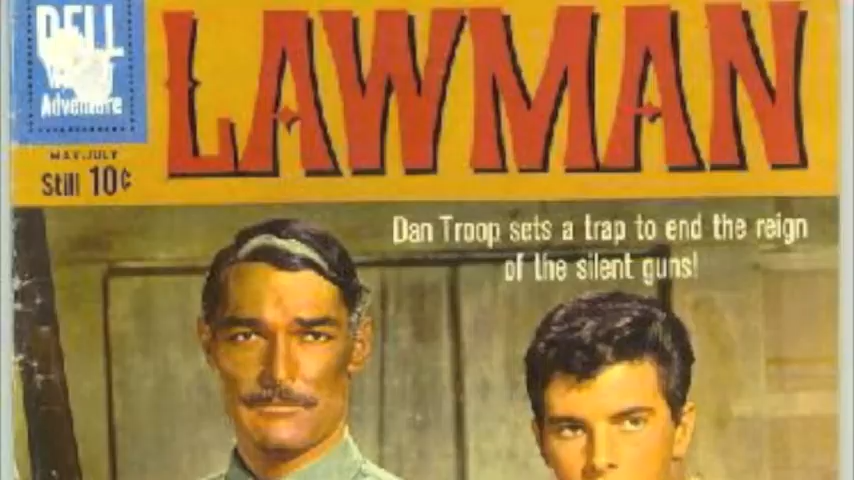 DELL
Adventure
LAWMAN
MAY-JULY
Still 10¢
Dan Troop sets a trap to end the reign
of the silent guns!